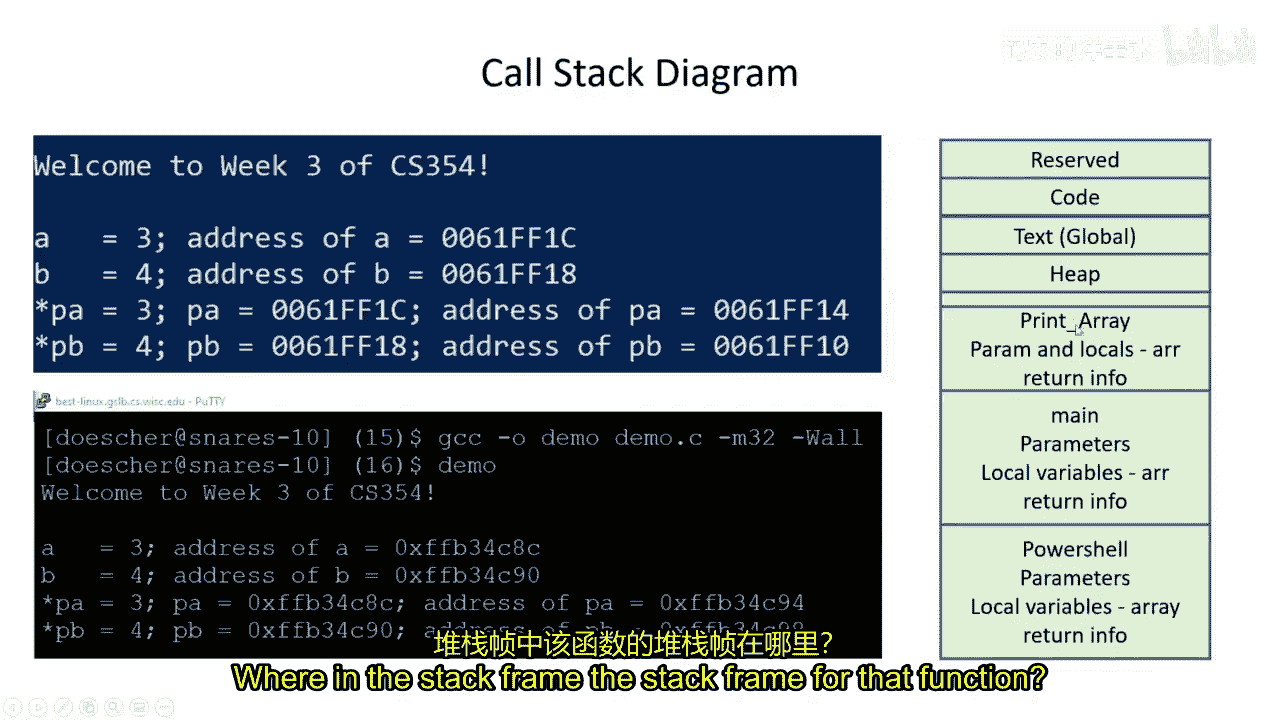 Call Stack Diagram
Welcome to Week 3 of CS354!
a   = 3; address of a = 0061FF1C
b   = 4; address of b = 0061FF18
*pa = 3; pa = 0061FF1C; address of pa = 0061FF14
*pb = 4; pb = 0061FF18; address of pb = 0061FF10
best-linux.gslb.cs.wisc.edu - PuTTY
[doescher@snares-10] (15)$ gcc -o demo demo.c -m32 -Wall
[doescher@snares-10] (16)$ demo
Welcome to Week 3 of CS354!
a   = 3; address of a = 0xffb34c8c
b   = 4; address of b = 0xffb34c90
*pa = 3; pa = 0xffb34c8c; address of pa = 0xffb34c94
*pb = 4; pb = 0xffb34c90; address of pb = 0xffb34c98
Reserved
Code
Text (Global)
Heap
Print_Array
Param and locals - arr
return info
main
Parameters
Local variables - arr
return info
Powershell
Parameters
Local variables - array
return info
堆栈帧中该函数的堆栈帧在哪里?
Where in the stack frame the stack frame for that function?